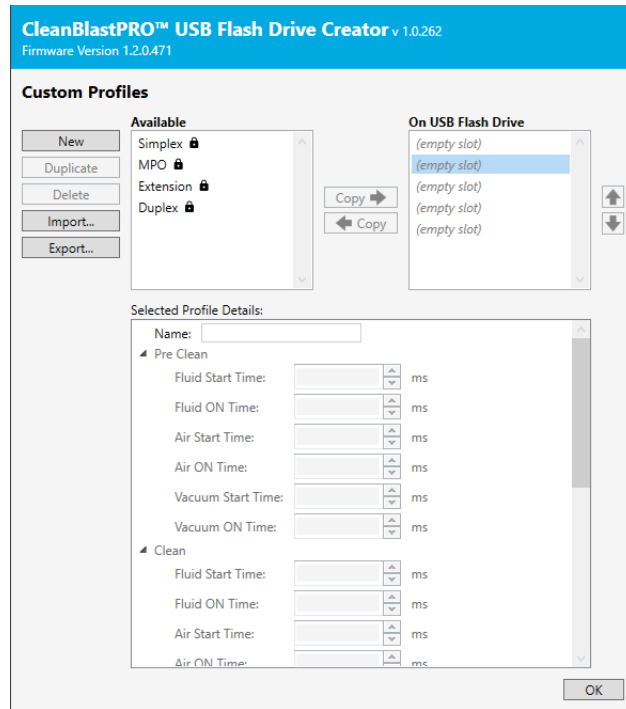 CleanBlastPRO™ USB Flash Drive Creator v 1.0.262
Firmware Version 1.2.0.471
Custom Profiles
Available
On USB Flash Drive
New
Duplicate
Delete
Import...
Export...
Simplex
MPO
Extension
Duplex
Copy
Copy
(empty slot)
(empty slot)
(empty slot)
(empty slot)
(empty slot)
Selected Profile Details:
Name:
Pre Clean
Fluid Start Time: ms
Fluid ON Time: ms
Air Start Time: ms
Air ON Time: ms
Vacuum Start Time: ms
Vacuum ON Time: ms
Clean
Fluid Start Time: ms
Fluid ON Time: ms
Air Start Time: ms
Air ON Time: ms
OK